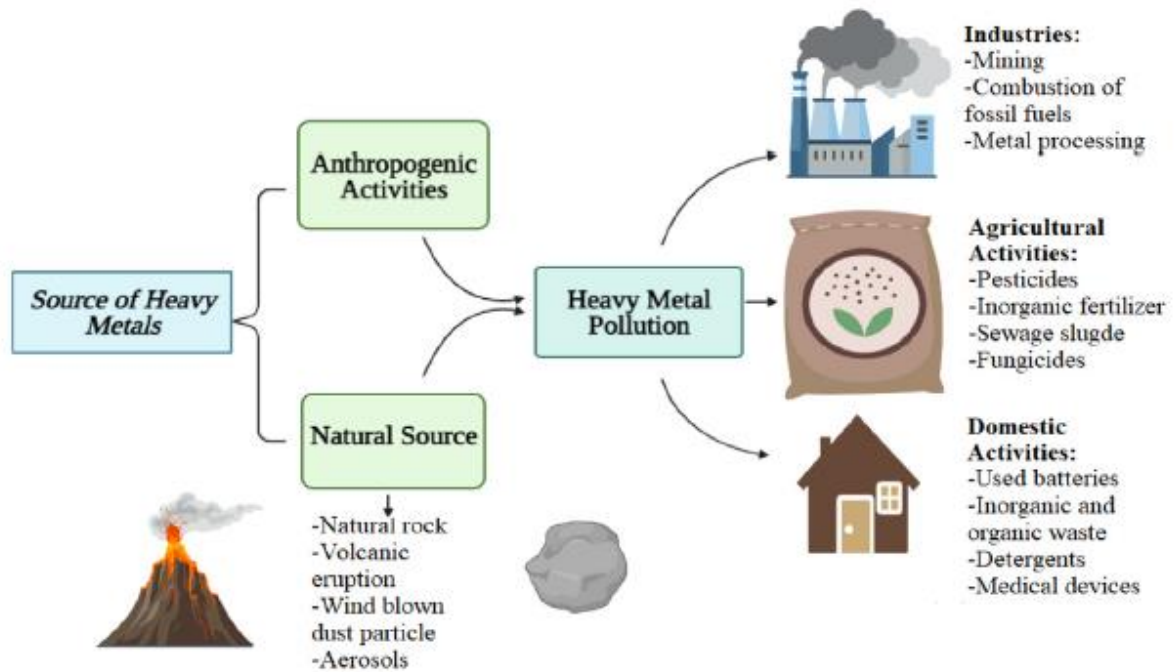 Source of Heavy
Metals
Anthropogenic
Activities
Natural Source
-Natural rock
-Volcanic
eruption
-Wind blown
dust particle
-Aerosols
Heavy Metal
Pollution
Industries:
-Mining
-Combustion of
fossil fuels
-Metal processing
Agricultural
Activities:
-Pesticides
-Inorganic fertilizer
-Sewage slugde
-Fungicides
Domestic
Activities:
-Used batteries
-Inorganic and
organic waste
-Detergents
-Medical devices